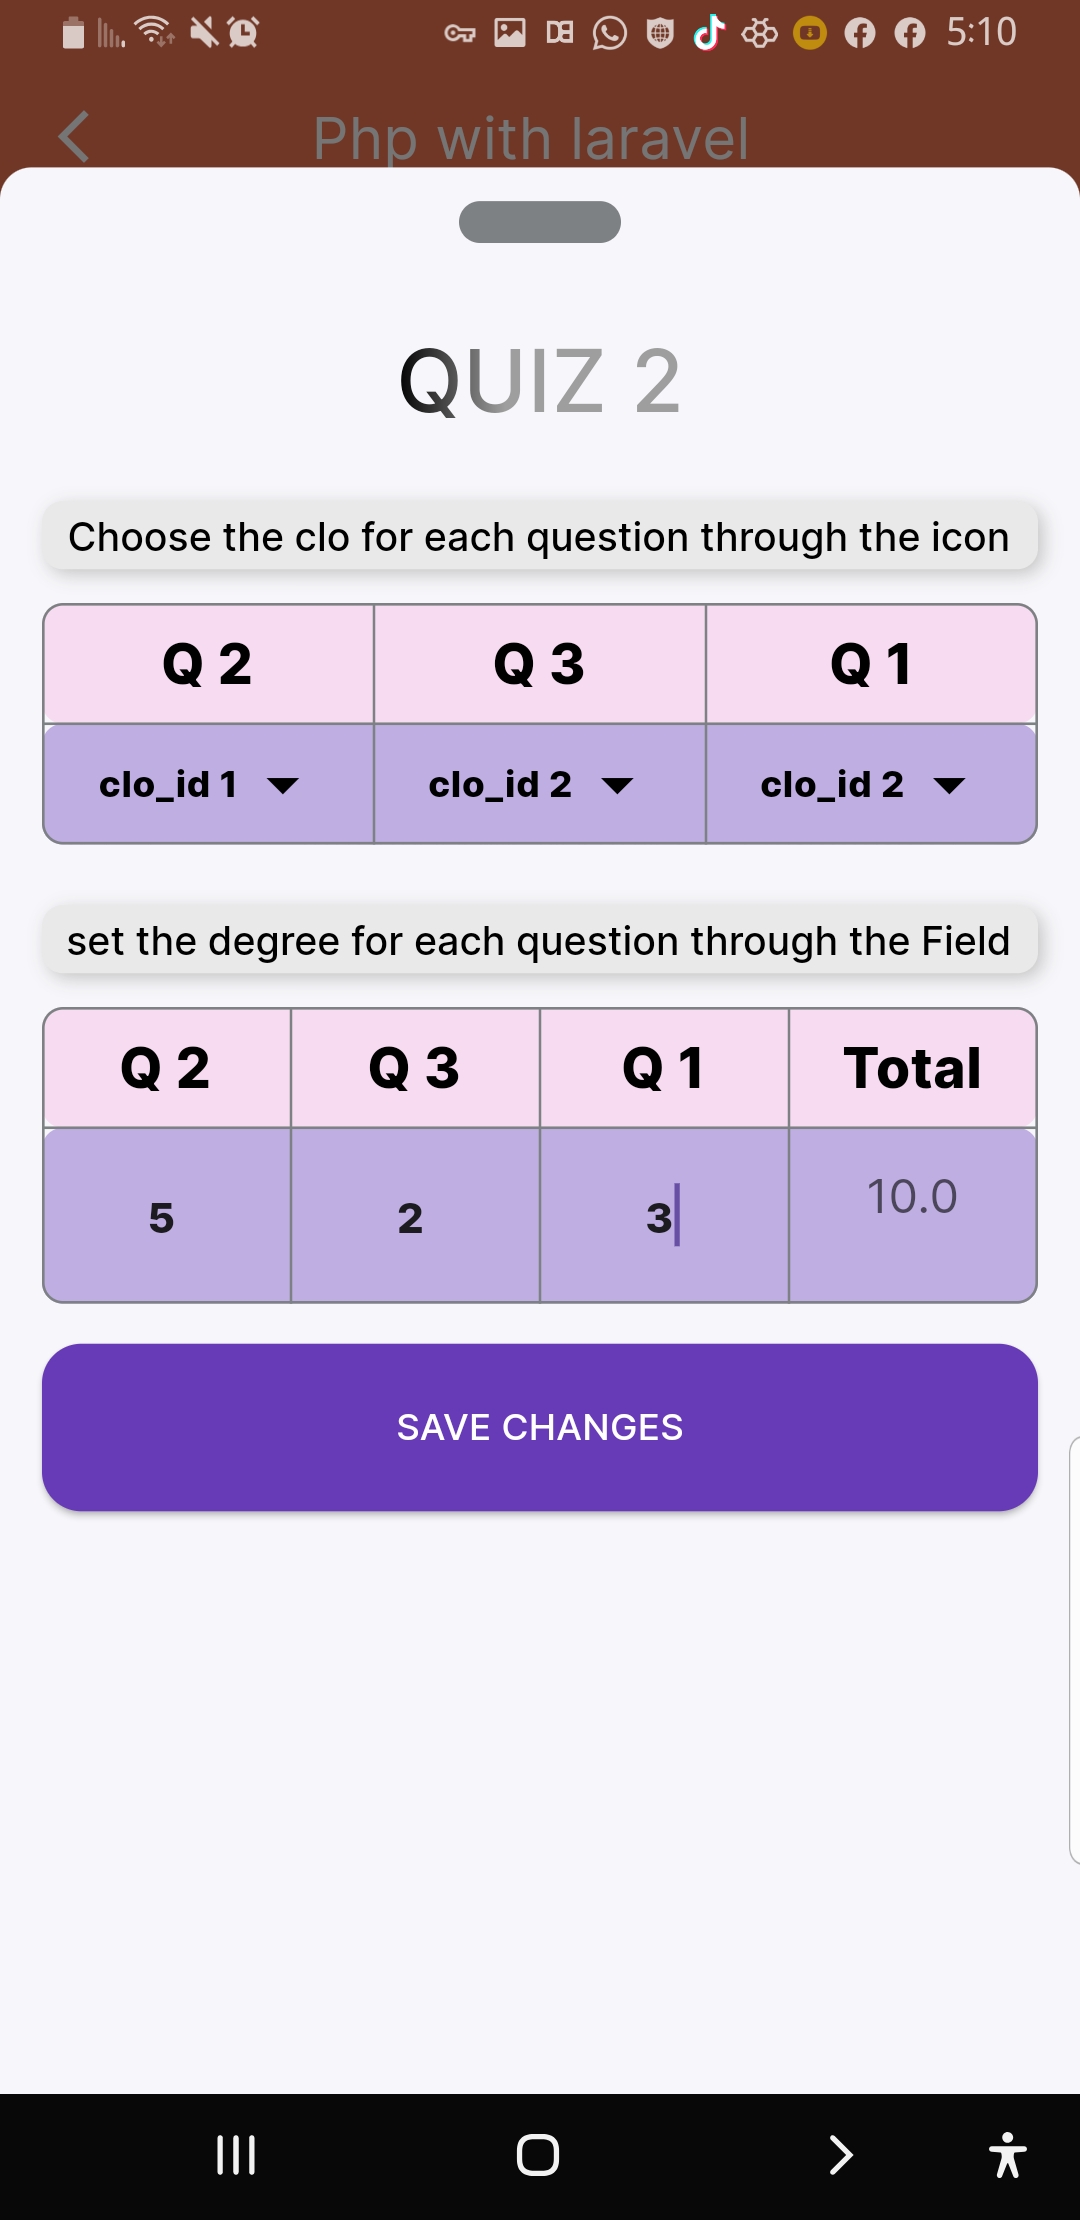 5:10
Php with laravel
QUIZ 2
Choose the clo for each question through the icon
Q 2 Q 3 Q 1
clo_id 1 clo_id 2 clo_id 2
set the degree for each question through the Field
Q 2 Q 3 Q 1 Total
5 2 3 10.0
SAVE CHANGES